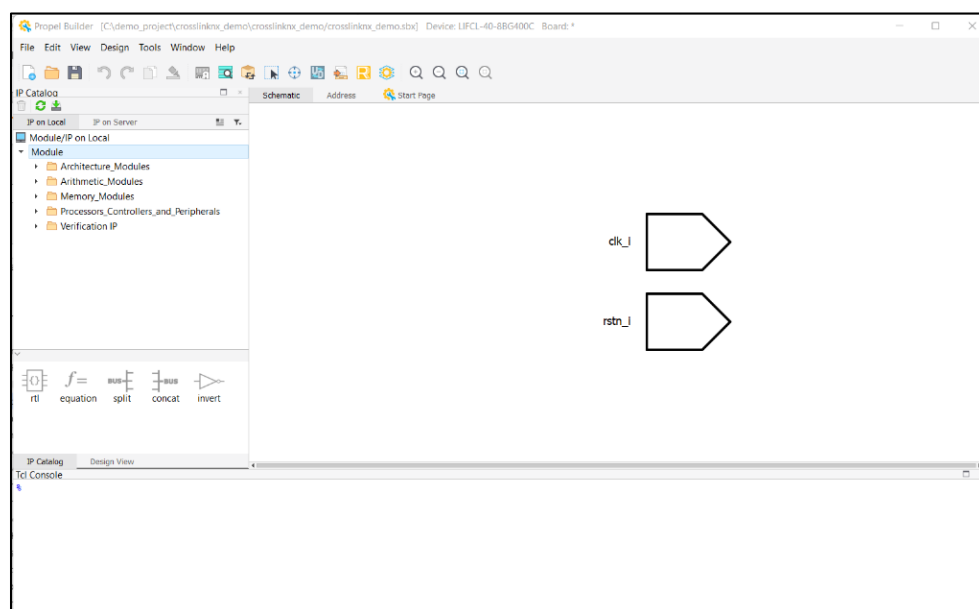 Propel Builder [C:\demo_project\crosslinknx_demo\crosslinknx_demo/crosslinknx_demo.sbx] Device: LIFCL-40-8BG400C Board: *
File Edit View Design Tools Window Help
IP Catalog
Schematic Address Start Page
IP on Local IP on Server
Module/IP on Local
Module
Architecture_Modules
Arithmetic_Modules
Memory_Modules
Processors_Controllers_and_Peripherals
Verification IP
clk_i
rstn_i
BUS BUS
rtl equation split concat invert
IP Catalog Design View
Tcl Console
%